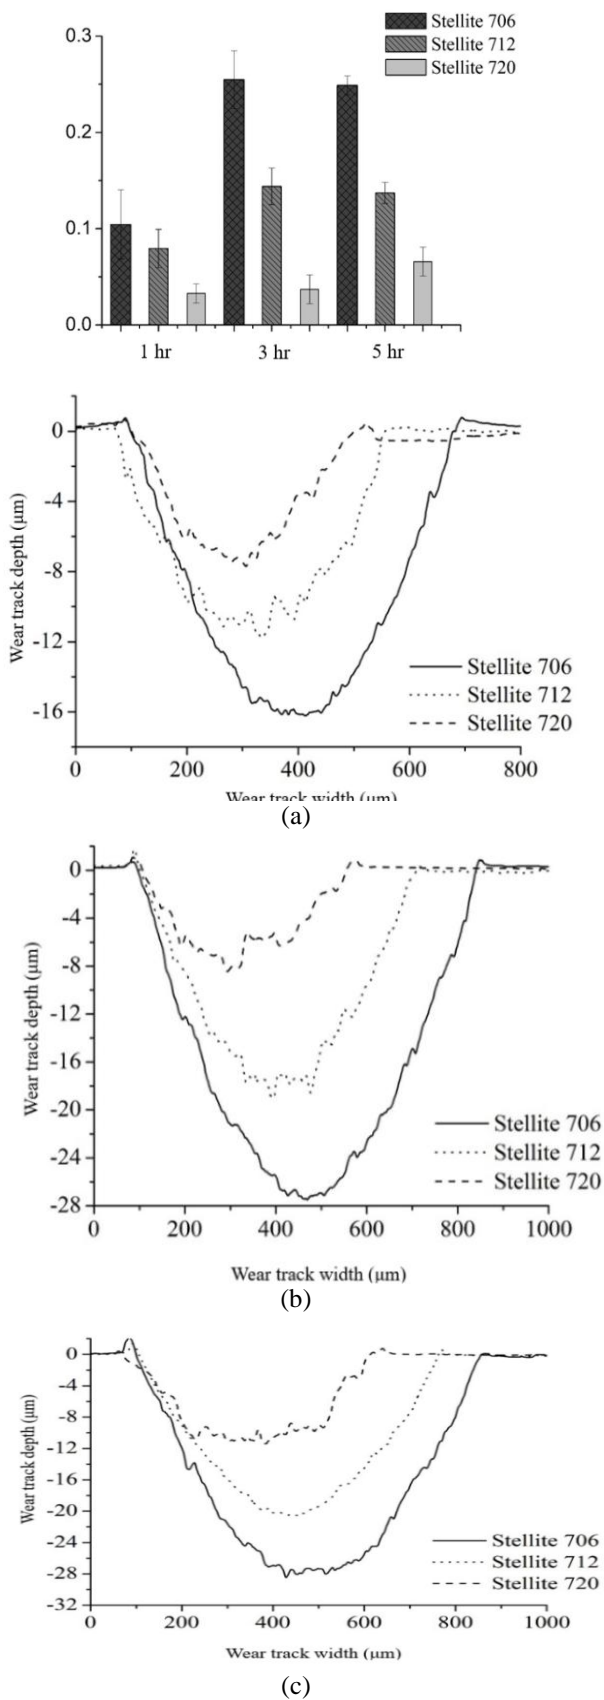 Stellite 706
Stellite 712
Stellite 720
0.3
0.2
0.1
0.0
1 hr
3 hr
5 hr
0
-4
-8
-12
-16
Wear track depth (μm)
Stellite 706
Stellite 712
Stellite 720
0
200
400
600
800
Wear track width (μm)
(a)
0
-4
-8
-12
-16
-20
-24
-28
Wear track depth (μm)
Stellite 706
Stellite 712
Stellite 720
0
200
400
600
800
1000
Wear track width (μm)
(b)
0
-4
-8
-12
-16
-20
-24
-28
-32
Wear track depth (μm)
Stellite 706
Stellite 712
Stellite 720
0
200
400
600
800
1000
Wear track width (μm)
(c)